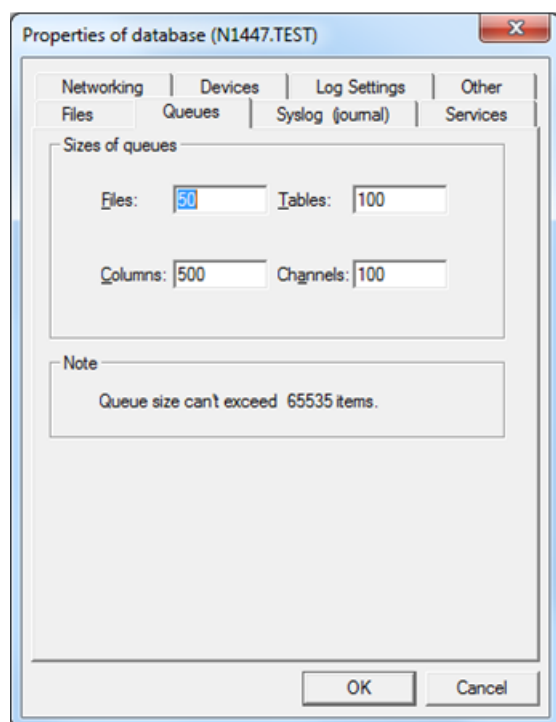 Properties of database (N1447.TEST)
Networking Devices Log Settings Other
Files Queues Syslog (journal) Services
Sizes of queues
Files: 50 Tables: 100
Columns: 500 Channels: 100
Note
Queue size can't exceed 65535 items.
OK Cancel